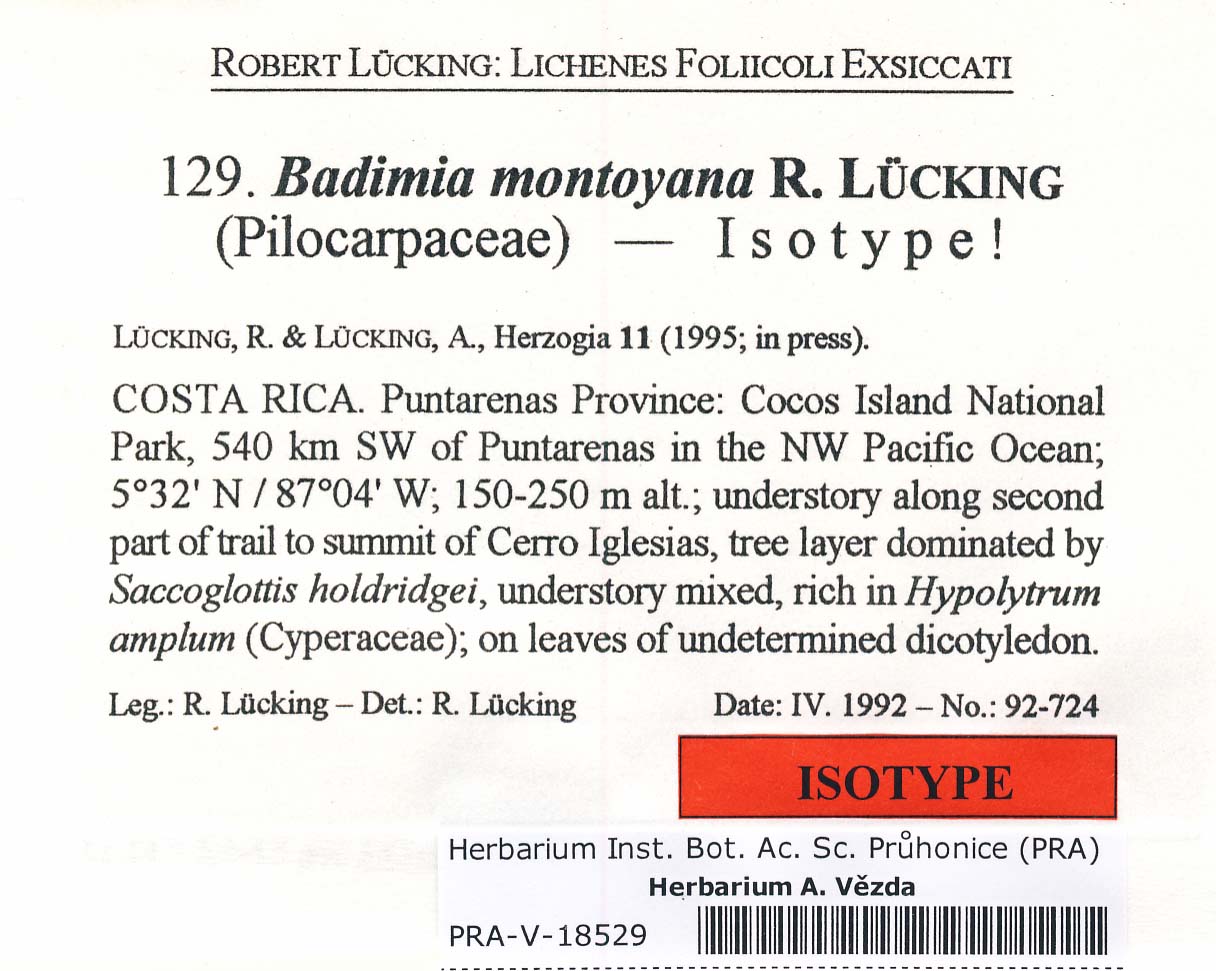 ROBERT LÜCKING: LICHENES FOLIICOLI EXSICCATI
129. Badimia montoyana R. LÜCKING
(Pilocarpaceae) — Isotype!
LÜCKING, R. & LÜCKING, A., Herzogia 11 (1995; in press).
COSTA RICA. Puntarenas Province: Cocos Island National
Park, 540 km SW of Puntarenas in the NW Pacific Ocean;
5°32' N / 87°04' W; 150-250 m alt.; understory along second
part of trail to summit of Cerro Iglesias, tree layer dominated by
Saccoglottis holdridgei, understory mixed, rich in Hypolytrum
amplum (Cyperaceae); on leaves of undetermined dicotyledon.
Leg.: R. Lücking – Det.: R. Lücking Date: IV. 1992 – No.: 92-724
ISOTYPE
Herbarium Inst. Bot. Ac. Sc. Průhonice (PRA)
Herbarium A. Vězda
PRA-V-18529